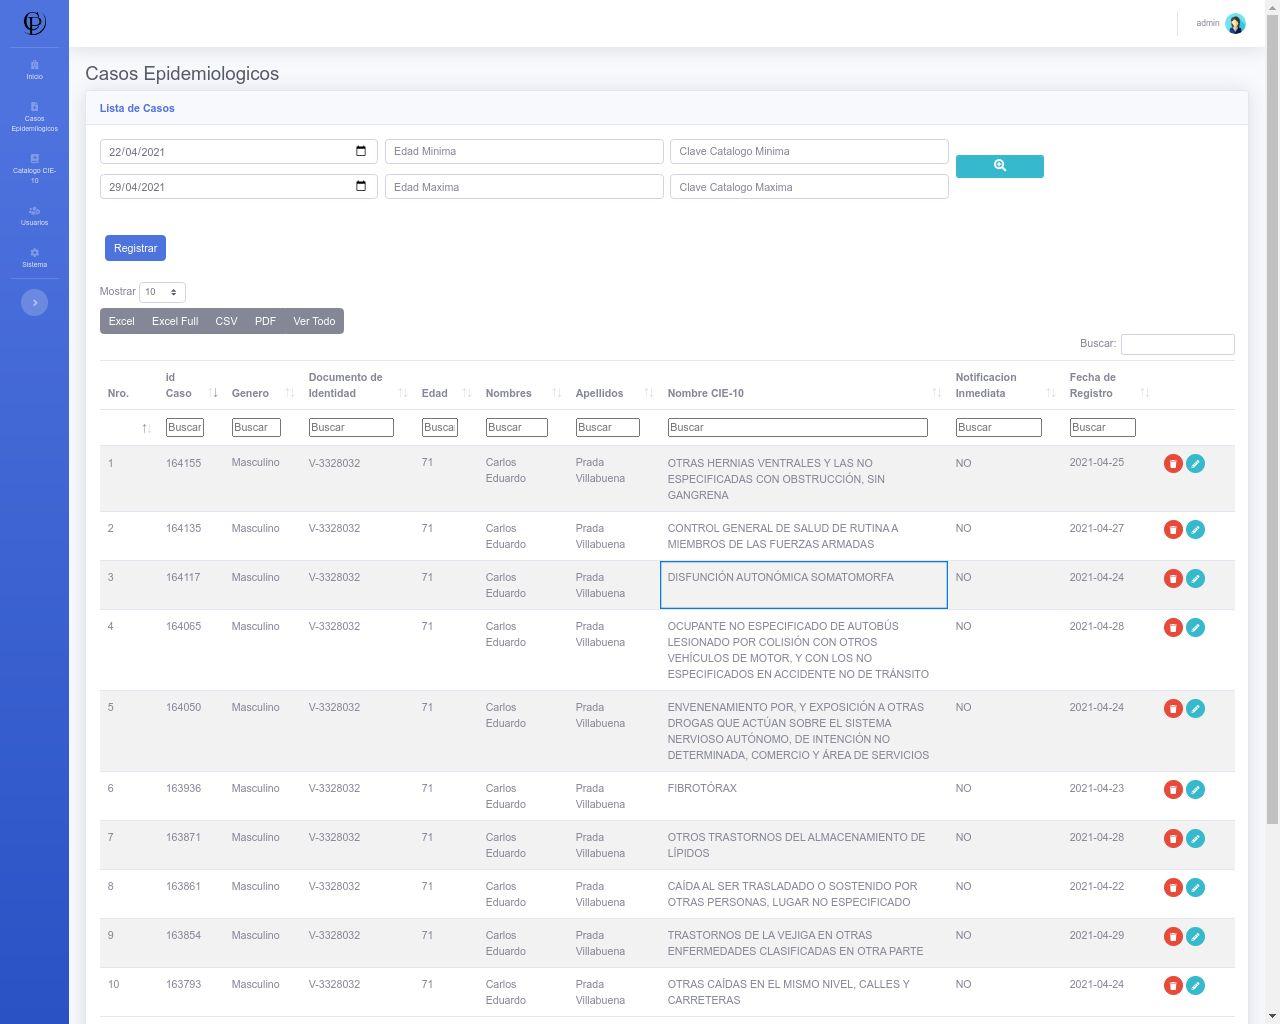 admin
Inicio
Casos
Epidemilogicos
Catalogo CIE-
10
Usuarios
Sistema
Casos Epidemiologicos
Lista de Casos
22/04/2021 Edad Minima Clave Catalogo Minima
29/04/2021 Edad Maxima Clave Catalogo Maxima
Registrar
Mostrar 10
Excel Excel Full CSV PDF Ver Todo
Buscar:
Nro. id Caso Genero Documento de Identidad Edad Nombres Apellidos Nombre CIE-10 Notificacion Inmediata Fecha de Registro
Buscar Buscar Buscar Buscar Buscar Buscar Buscar Buscar Buscar
1 164155 Masculino V-3328032 71 Carlos Eduardo Prada Villabuena OTRAS HERNIAS VENTRALES Y LAS NO NO 2021-04-25
ESPECIFICADAS CON OBSTRUCCIÓN, SIN
GANGRENA
2 164135 Masculino V-3328032 71 Carlos Eduardo Prada Villabuena CONTROL GENERAL DE SALUD DE RUTINA A NO 2021-04-27
MIEMBROS DE LAS FUERZAS ARMADAS
3 164117 Masculino V-3328032 71 Carlos Eduardo Prada Villabuena DISFUNCIÓN AUTONÓMICA SOMATOMORFA NO 2021-04-24
4 164065 Masculino V-3328032 71 Carlos Eduardo Prada Villabuena OCUPANTE NO ESPECIFICADO DE AUTOBÚS NO 2021-04-28
LESIONADO POR COLISIÓN CON OTROS
VEHÍCULOS DE MOTOR, Y CON LOS NO
ESPECIFICADOS EN ACCIDENTE NO DE TRÁNSITO
5 164050 Masculino V-3328032 71 Carlos Eduardo Prada Villabuena ENVENENAMIENTO POR, Y EXPOSICIÓN A OTRAS NO 2021-04-24
DROGAS QUE ACTÚAN SOBRE EL SISTEMA
NERVIOSO AUTÓNOMO, DE INTENCIÓN NO
DETERMINADA, COMERCIO Y ÁREA DE SERVICIOS
6 163936 Masculino V-3328032 71 Carlos Eduardo Prada Villabuena FIBROTÓRAX NO 2021-04-23
7 163871 Masculino V-3328032 71 Carlos Eduardo Prada Villabuena OTROS TRASTORNOS DEL ALMACENAMIENTO DE NO 2021-04-28
LÍPIDOS
8 163861 Masculino V-3328032 71 Carlos Eduardo Prada Villabuena CAÍDA AL SER TRASLADADO O SOSTENIDO POR NO 2021-04-22
OTRAS PERSONAS, LUGAR NO ESPECIFICADO
9 163854 Masculino V-3328032 71 Carlos Eduardo Prada Villabuena TRASTORNOS DE LA VEJIGA EN OTRAS NO 2021-04-29
ENFERMEDADES CLASIFICADAS EN OTRA PARTE
10 163793 Masculino V-3328032 71 Carlos Eduardo Prada Villabuena OTRAS CAÍDAS EN EL MISMO NIVEL, CALLES Y NO 2021-04-24
CARRETERAS